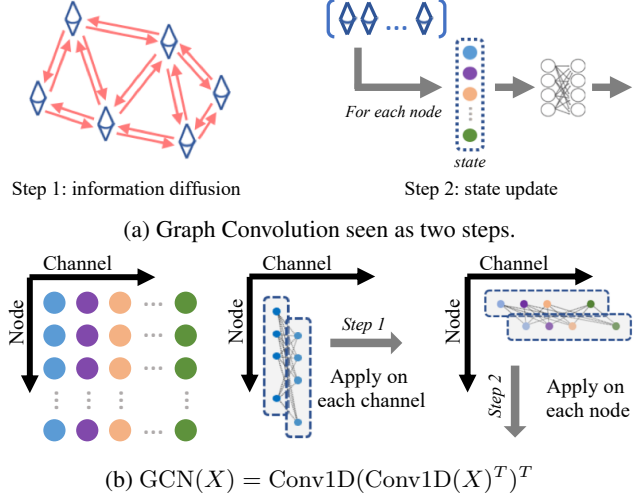 { ... }
For each node
state
Step 1: information diffusion
Step 2: state update
(a) Graph Convolution seen as two steps.
Channel
Node
...
Channel
Node
Step 1
Apply on
each channel
Channel
Node
Step 2
Apply on
each node
(b) GCN(X) = Conv1D(Conv1D(X)^T)^T